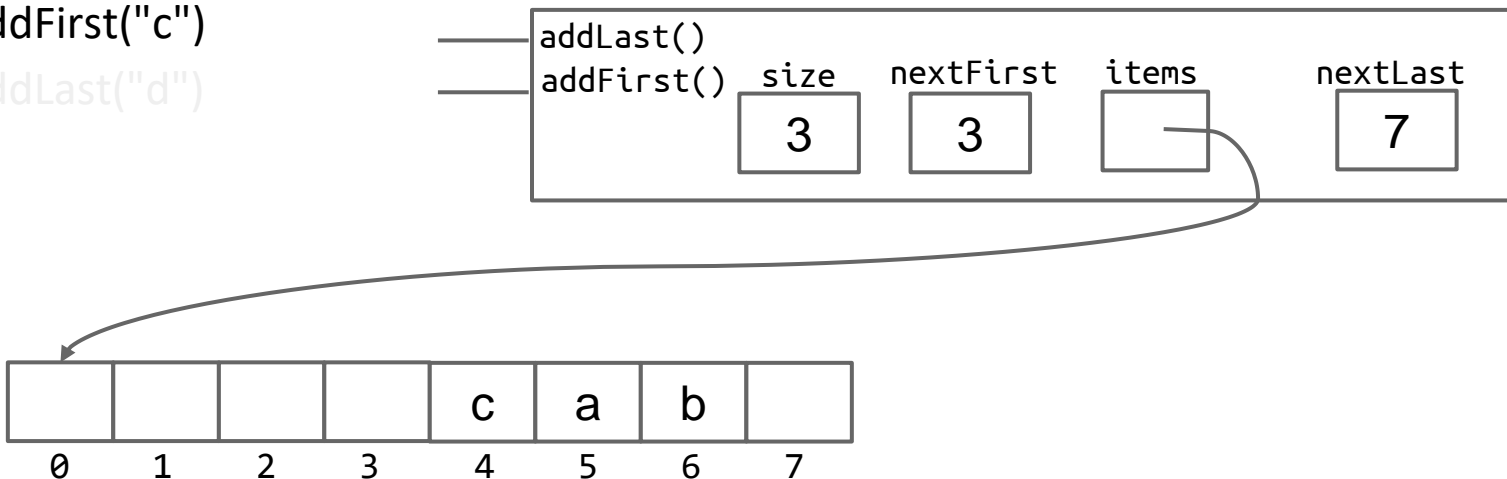 ddFirst("c")
ddLast("d")
addLast()
addFirst()
size nextFirst items nextLast
3 3 7
c a b
0 1 2 3 4 5 6 7